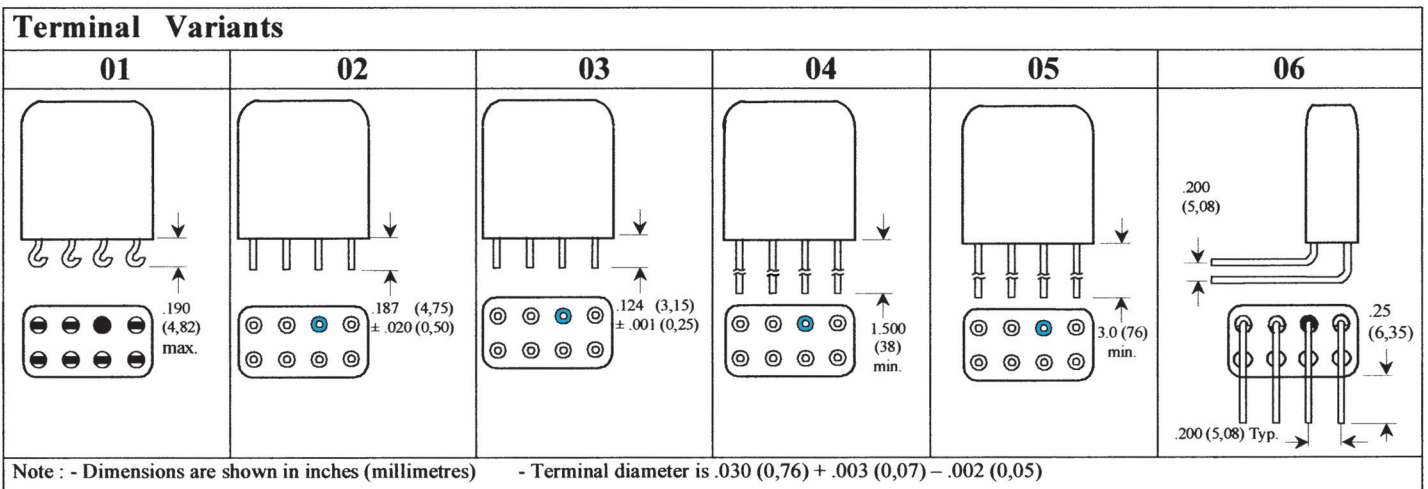 Terminal Variants
01 02 03 04 05 06
.190
(4,82)
max.
.187 (4,75)
± .020 (0,50)
.124 (3,15)
± .001 (0,25)
1.500
(38)
min.
3.0 (76)
min.
.200
(5,08)
.25
(6,35)
.200 (5,08) Typ.
Note : - Dimensions are shown in inches (millimetres) - Terminal diameter is .030 (0,76) + .003 (0,07) – .002 (0,05)